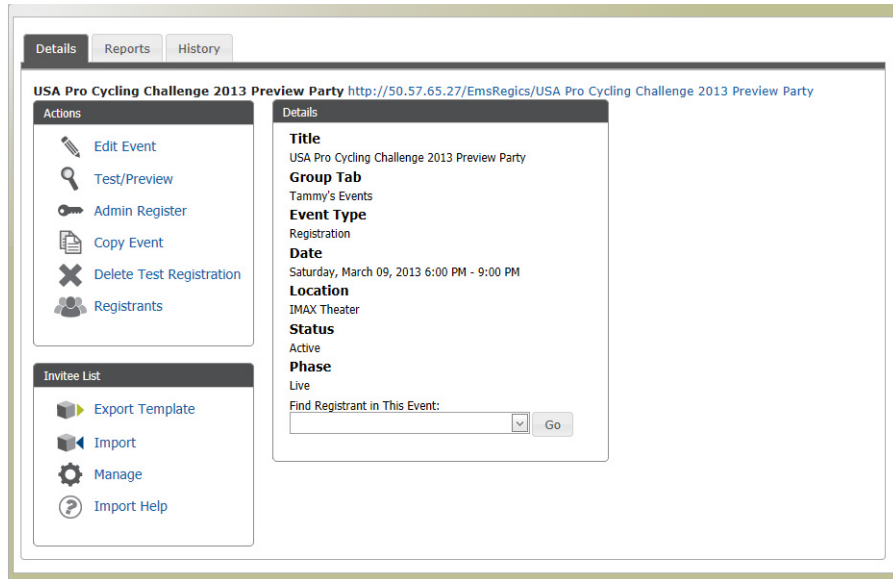 Details Reports History
USA Pro Cycling Challenge 2013 Preview Party http://50.57.65.27/EmsRegics/USA Pro Cycling Challenge 2013 Preview Party
Actions
Edit Event
Test/Preview
Admin Register
Copy Event
Delete Test Registration
Registrants
Invitee List
Export Template
Import
Manage
Import Help
Details
Title
USA Pro Cycling Challenge 2013 Preview Party
Group Tab
Tammy's Events
Event Type
Registration
Date
Saturday, March 09, 2013 6:00 PM - 9:00 PM
Location
IMAX Theater
Status
Active
Phase
Live
Find Registrant in This Event:
Go